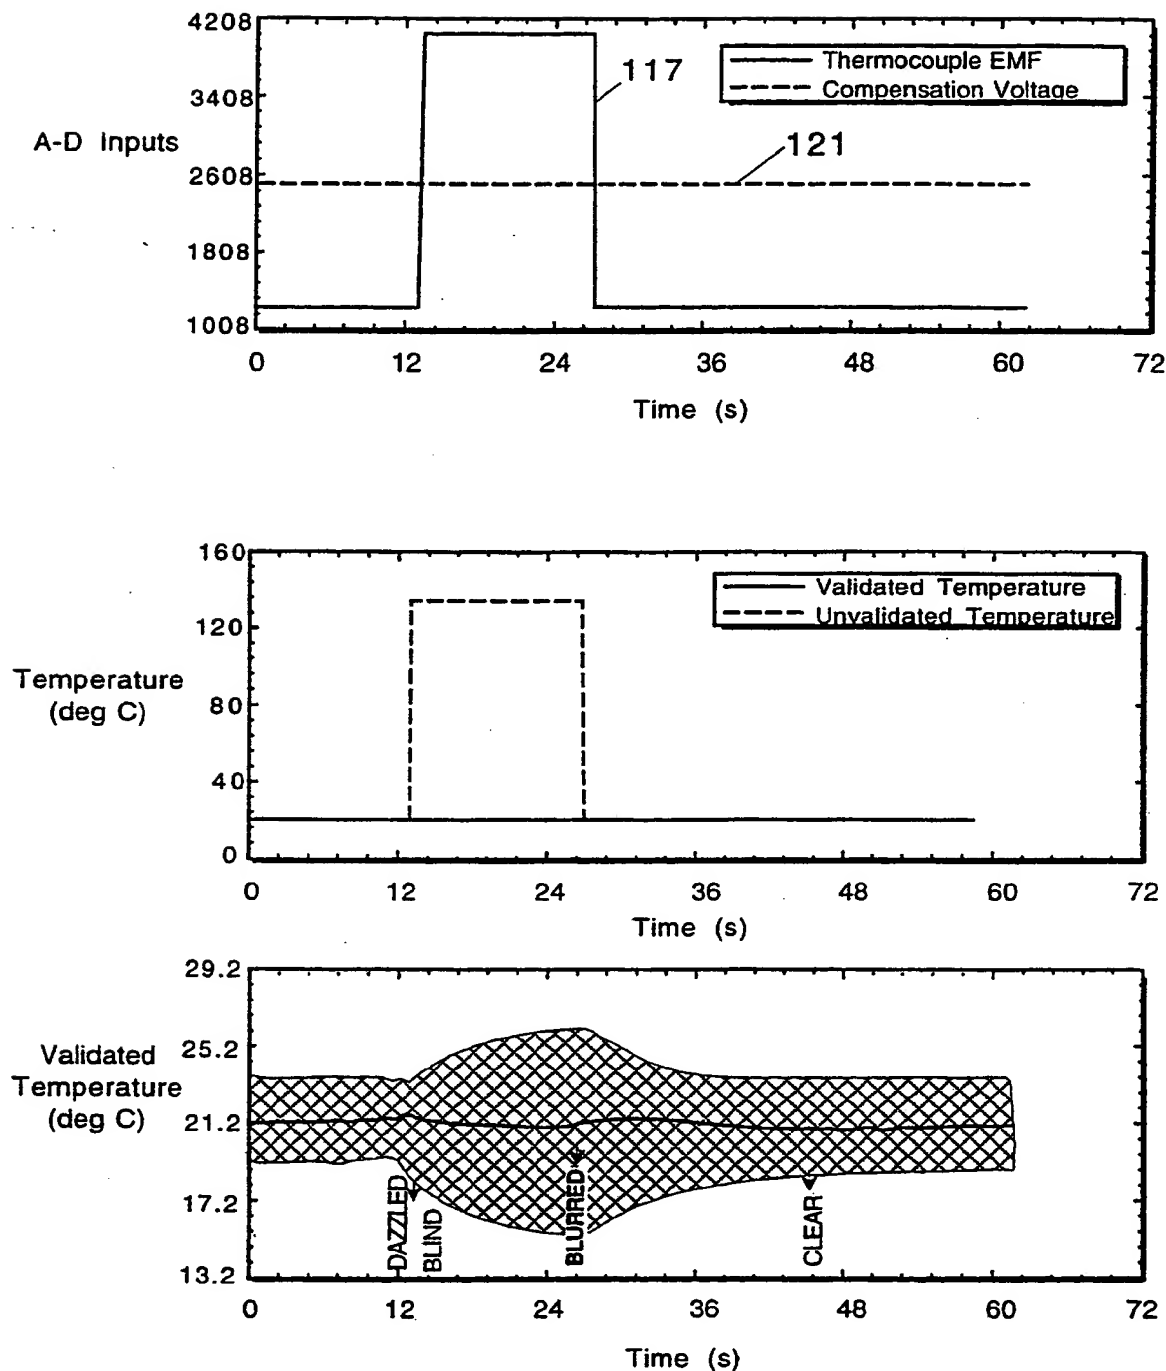 4208
3408
2608
1808
1008
A-D Inputs
Thermocouple EMF
Compensation Voltage
117
121
0 12 24 36 48 60 72
Time (s)
160
120
80
40
0
Temperature
(deg C)
Validated Temperature
Unvalidated Temperature
0 12 24 36 48 60 72
Time (s)
29.2
25.2
21.2
17.2
13.2
Validated
Temperature
(deg C)
DAZZLED
BLIND
BLURRED
CLEAR
0 12 24 36 48 60 72
Time (s)